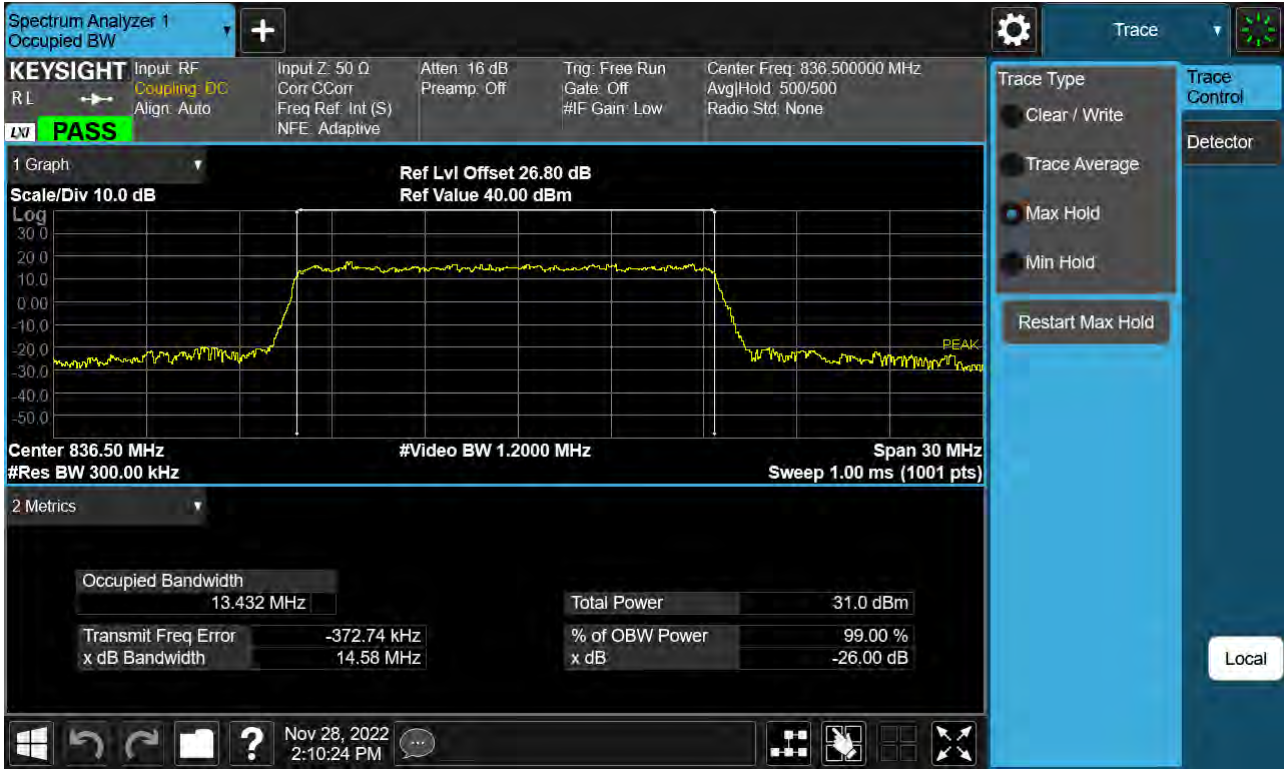 Spectrum Analyzer 1
Occupied BW
+
Trace
KEYSIGHT
RL
LXI PASS
Input: RF
Coupling: DC
Align: Auto
Input Z: 50 Ω
Corr CCorr
Freq Ref: Int (S)
NFE: Adaptive
Atten: 16 dB
Preamp: Off
Trig: Free Run
Gate: Off
#IF Gain: Low
Center Freq: 836.500000 MHz
Avg|Hold: 500/500
Radio Std: None
1 Graph
Scale/Div 10.0 dB
Ref Lvl Offset 26.80 dB
Ref Value 40.00 dBm
Log
30.0
20.0
10.0
0.00
-10.0
-20.0
-30.0
-40.0
-50.0
PEAK
Center 836.50 MHz
#Res BW 300.00 kHz
#Video BW 1.2000 MHz
Span 30 MHz
Sweep 1.00 ms (1001 pts)
2 Metrics
Occupied Bandwidth
13.432 MHz
Total Power 31.0 dBm
Transmit Freq Error -372.74 kHz
% of OBW Power 99.00 %
x dB Bandwidth 14.58 MHz
x dB -26.00 dB
Trace Type
Clear / Write
Trace Average
Max Hold
Min Hold
Restart Max Hold
Trace
Control
Detector
Local
?
Nov 28, 2022
2:10:24 PM